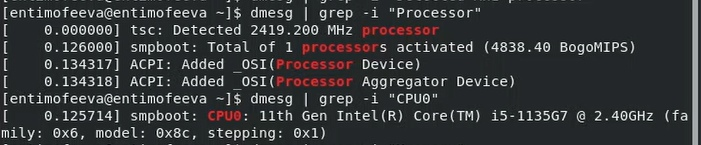 [entimofeeva@entimofeeva ~]$ dmesg | grep -i "Processor"
[    0.000000] tsc: Detected 2419.200 MHz processor
[    0.126000] smpboot: Total of 1 processors activated (4838.40 BogoMIPS)
[    0.134317] ACPI: Added _OSI(Processor Device)
[    0.134318] ACPI: Added _OSI(Processor Aggregator Device)
[entimofeeva@entimofeeva ~]$ dmesg | grep -i "CPU0"
[    0.125714] smpboot: CPU0: 11th Gen Intel(R) Core(TM) i5-1135G7 @ 2.40GHz (fa
mily: 0x6, model: 0x8c, stepping: 0x1)